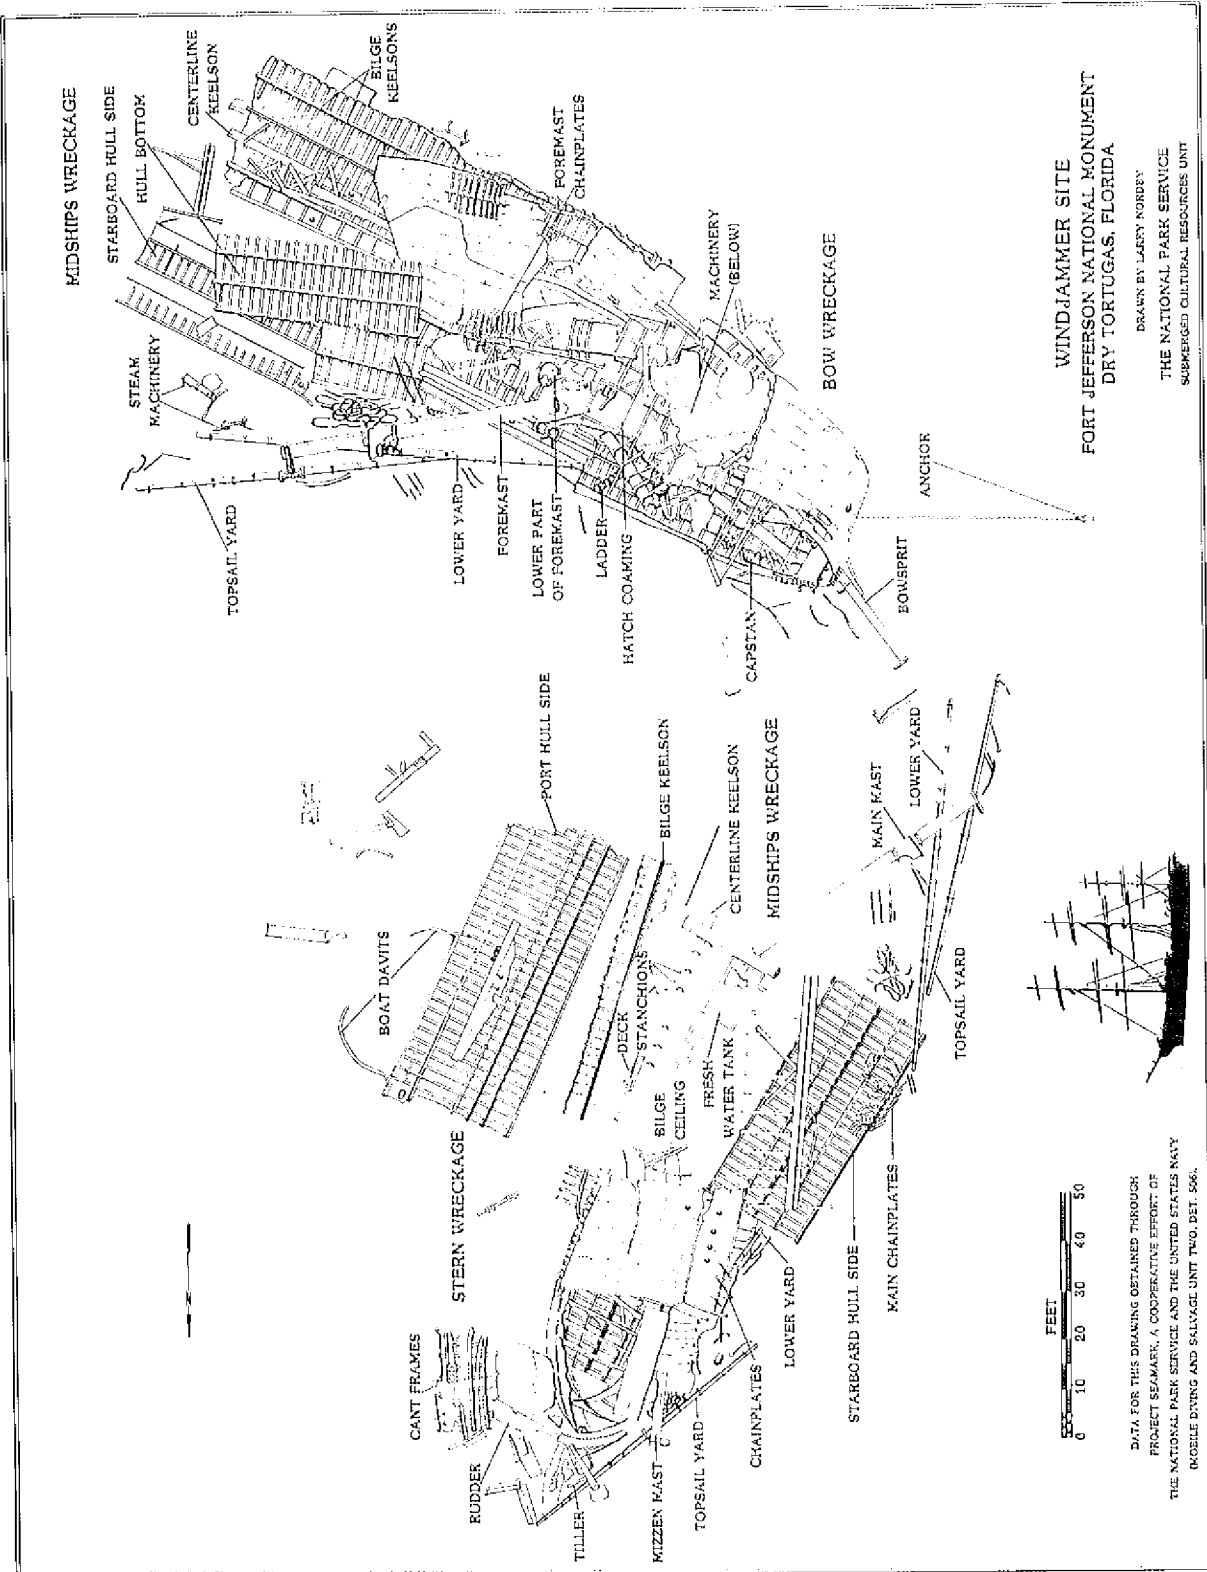 MIDSHIPS WRECKAGE
STARBOARD HULL SIDE
HULL BOTTOM
CENTERLINE
KEELSON
BILGE
KEELSONS
STEAM
MACHINERY
FOREMAST
CHAINPLATES
MACHINERY
(BELOW)
BOW WRECKAGE
TOPSAIL YARD
LOWER YARD
FOREMAST
LOWER PART
OF FOREMAST
LADDER
HATCH COAMING
CAPSTAN
BOWSPRIT
ANCHOR
WINDJAMMER SITE
FORT JEFFERSON NATIONAL MONUMENT
DRY TORTUGAS, FLORIDA
DRAWN BY LARRY NORDBY
THE NATIONAL PARK SERVICE
SUBMERGED CULTURAL RESOURCES UNIT
STERN WRECKAGE
BOAT DAVITS
PORT HULL SIDE
BILGE KEELSON
CENTERLINE KEELSON
MIDSHIPS WRECKAGE
DECK
STANCHIONS
BILGE
CEILING
FRESH
WATER TANK
MAIN MAST
LOWER YARD
TOPSAIL YARD
CANT FRAMES
RUDDER
TILLER
MIZZEN MAST
TOPSAIL YARD
CHAINPLATES
LOWER YARD
STARBOARD HULL SIDE
MAIN CHAINPLATES
FEET
0 10 20 30 40 50
DATA FOR THIS DRAWING OBTAINED THROUGH
PROJECT SEAMARK, A COOPERATIVE EFFORT OF
THE NATIONAL PARK SERVICE AND THE UNITED STATES NAVY
(MOBILE DIVING AND SALVAGE UNIT TWO, DET. 506).